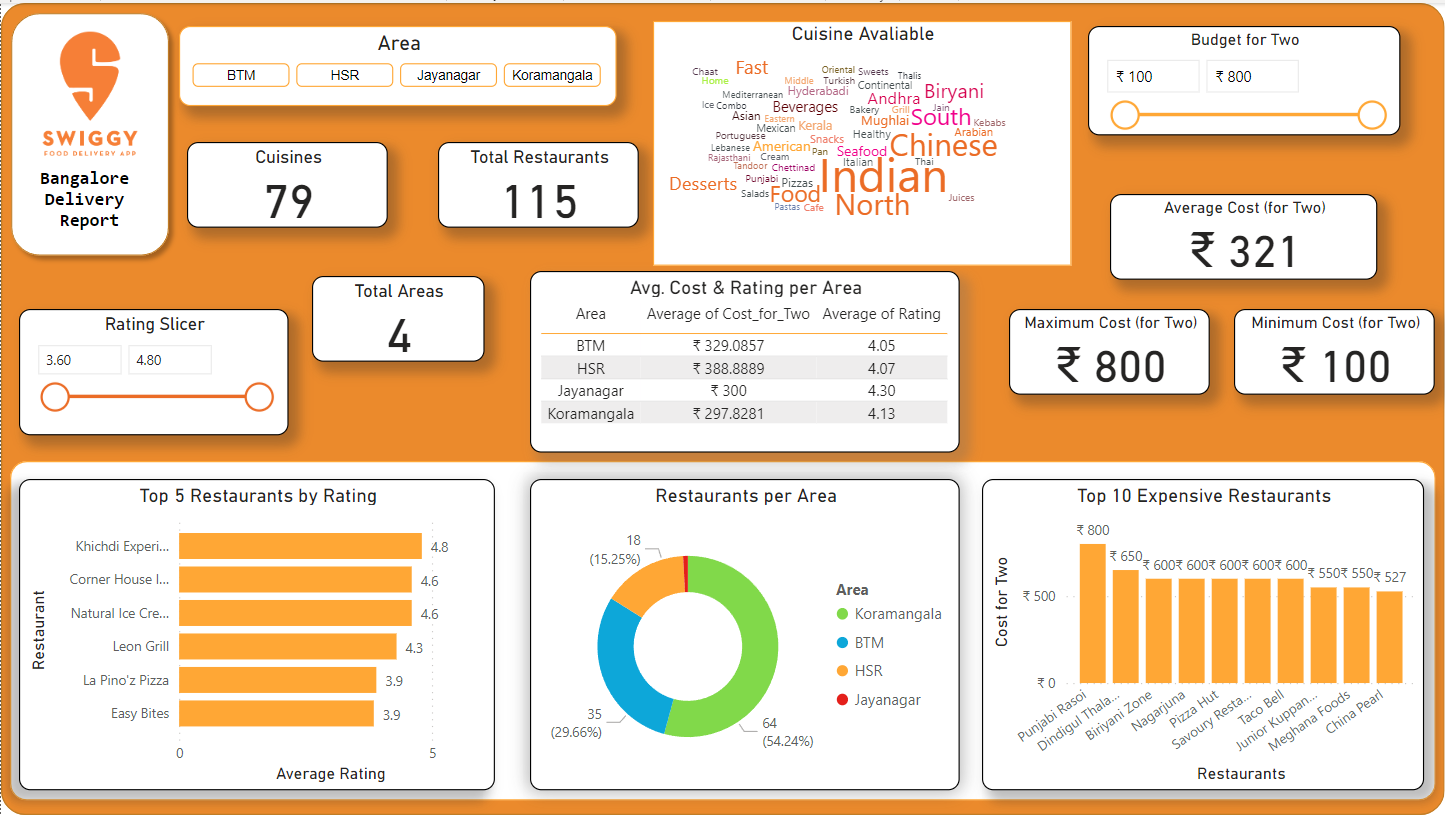 SWIGGY
FOOD DELIVERY APP
Bangalore
Delivery
Report
Area
BTM
HSR
Jayanagar
Koramangala
Cuisines
79
Total Restaurants
115
Cuisine Avaliable
Chaat
Fast
Oriental
Sweets
Thalis
Home
Middle
Turkish
Continental
Mediterranean
Hyderabadi
Andhra
Biryani
Ice
Combo
Beverages
Bakery
Grill
Jain
Asian
Eastern
Mughlai
South
Kebabs
Mexican
Kerala
Healthy
Arabian
Portuguese
Snacks
Lebanese
American
Pan
Seafood
Chinese
Rajasthani
Cream
Italian
Thai
Tandoor
Chettinad
Indian
Desserts
Punjabi
Pizzas
Salads
Food
North
Juices
Pastas
Cafe
Budget for Two
₹ 100
₹ 800
Average Cost (for Two)
₹ 321
Maximum Cost (for Two)
₹ 800
Minimum Cost (for Two)
₹ 100
Total Areas
4
Rating Slicer
3.60
4.80
Avg. Cost & Rating per Area
Area Average of Cost_for_Two Average of Rating
BTM ₹ 329.0857 4.05
HSR ₹ 388.8889 4.07
Jayanagar ₹ 300 4.30
Koramangala ₹ 297.8281 4.13
Top 5 Restaurants by Rating
Restaurant
Khichdi Experi... 4.8
Corner House I... 4.6
Natural Ice Cre... 4.6
Leon Grill 4.3
La Pino'z Pizza 3.9
Easy Bites 3.9
0 5
Average Rating
Restaurants per Area
18
(15.25%)
35
(29.66%)
64
(54.24%)
Area
Koramangala
BTM
HSR
Jayanagar
Top 10 Expensive Restaurants
Cost for Two
₹ 800
₹ 650
₹ 600
₹ 600
₹ 600
₹ 600
₹ 600
₹ 550
₹ 550
₹ 527
₹ 500
₹ 0
Punjabi Rasoi
Dindigul Thala...
Biriyani Zone
Nagarjuna
Pizza Hut
Savoury Resta...
Taco Bell
Junior Kuppan...
Meghana Foods
China Pearl
Restaurants